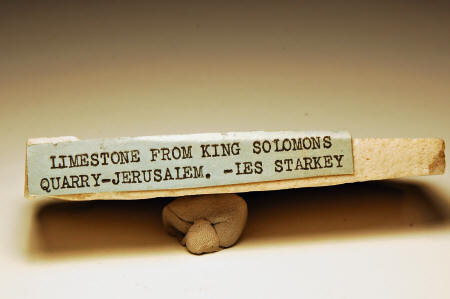 LIMESTONE FROM KING SOLOMONS
QUARRY-JERUSALEM. -IES STARKEY